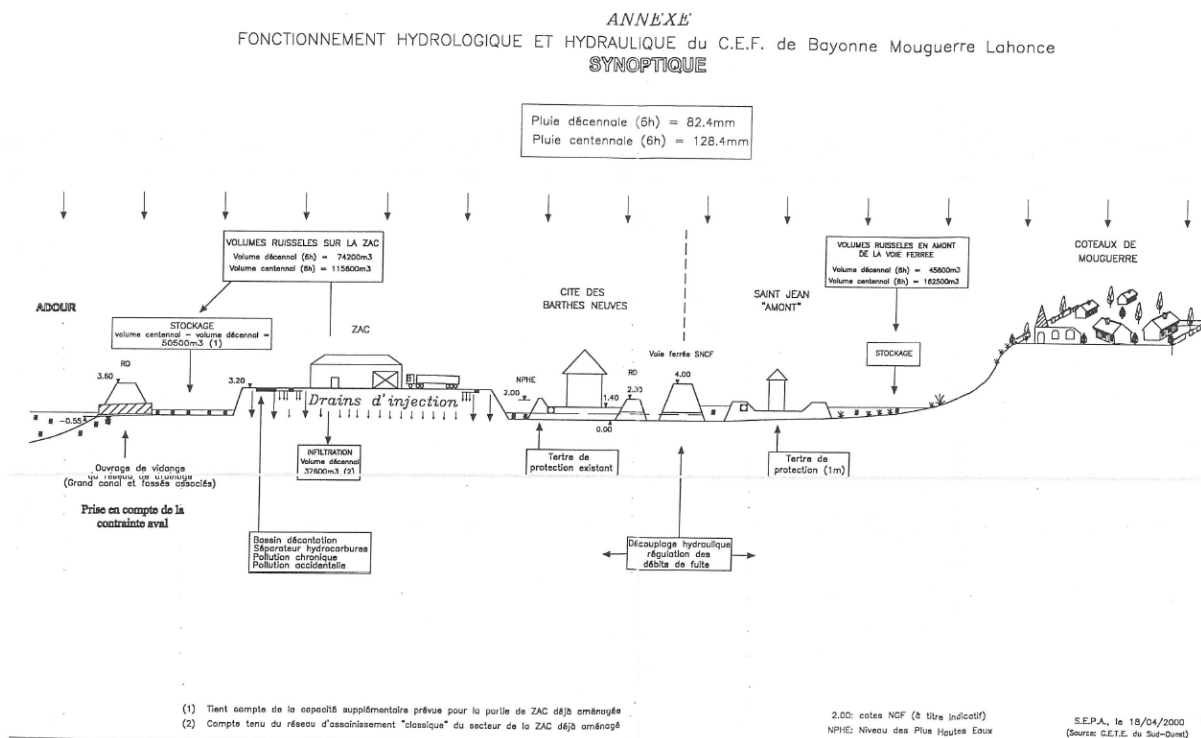 ANNEXE
FONCTIONNEMENT HYDROLOGIQUE ET HYDRAULIQUE du C.E.F. de Bayonne Mouguerre Lahonce
SYNOPTIQUE
Pluie décennale (6h) = 82.4mm
Pluie centennale (6h) = 128.4mm
VOLUMES RUISSELES SUR LA ZAC
Volume décennal (6h) = 74200m3
Volume centennal (6h) = 115600m3
VOLUMES RUISSELES EN AMONT
DE LA VOIE FERREE
Volume décennal (6h) = 45600m3
Volume centennal (6h) = 162500m3
COTEAUX DE
MOUGUERRE
ADOUR
STOCKAGE
volume centennal - volume décennal =
50500m3 (1)
ZAC
CITE DES
BARTHES NEUVES
SAINT JEAN
"AMONT"
Voie ferrée SNCF
STOCKAGE
RD
3.60
3.20
-0.55
Drains d'injection
NPHE
2.00
1.40
RD
2.30
0.00
4.00
INFILTRATION
Volume décennal
37600m3 (2)
Ouvrage de vidange
du réseau de drainage
(Grand canal et fossés associés)
Prise en compte de la
contrainte aval
Tertre de
protection existant
Tertre de
protection (1m)
Bassin décantation
Séparateur hydrocarbures
Pollution chronique
Pollution accidentelle
Découplage hydraulique
régulation des
débits de fuite
(1) Tient compte de la capacité supplémentaire prévue pour la partie de ZAC déjà aménagée
(2) Compte tenu du réseau d'assainissement "classique" du secteur de la ZAC déjà aménagé
2.00: cotes NGF (à titre indicatif)
NPHE: Niveau des Plus Hautes Eaux
S.E.P.A., le 18/04/2000
(Source: C.E.T.E. du Sud-Ouest)